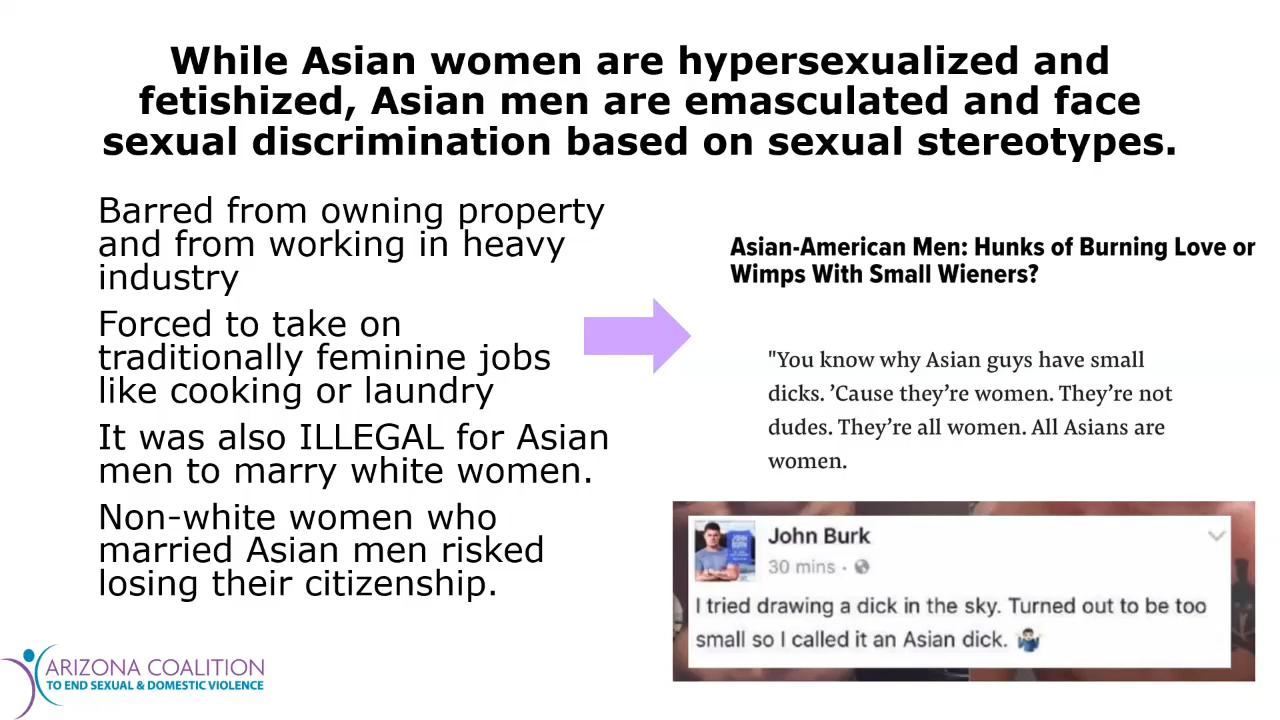 While Asian women are hypersexualized and
fetishized, Asian men are emasculated and face
sexual discrimination based on sexual stereotypes.
Barred from owning property
and from working in heavy
industry
Forced to take on
traditionally feminine jobs
like cooking or laundry
It was also ILLEGAL for Asian
men to marry white women.
Non-white women who
married Asian men risked
losing their citizenship.
Asian-American Men: Hunks of Burning Love or
Wimps With Small Wieners?
"You know why Asian guys have small
dicks. ’Cause they’re women. They’re not
dudes. They’re all women. All Asians are
women.
John Burk
30 mins ·
I tried drawing a dick in the sky. Turned out to be too
small so I called it an Asian dick. 🤷‍♂️
ARIZONA COALITION
TO END SEXUAL & DOMESTIC VIOLENCE